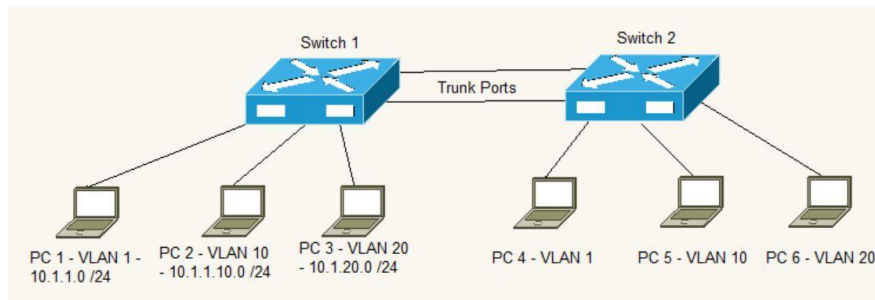 Switch 1
Switch 2
Trunk Ports
PC 1 - VLAN 1 -
10.1.1.0 /24
PC 2 - VLAN 10
- 10.1.1.10.0 /24
PC 3 - VLAN 20
- 10.1.20.0 /24
PC 4 - VLAN 1
PC 5 - VLAN 10
PC 6 - VLAN 20